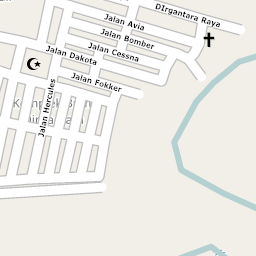 DIrgantara Raya
Jalan Avia
Jalan Bomber
Jalan Cessna
Jalan Dakota
Jalan Fokker
Jalan Hercules